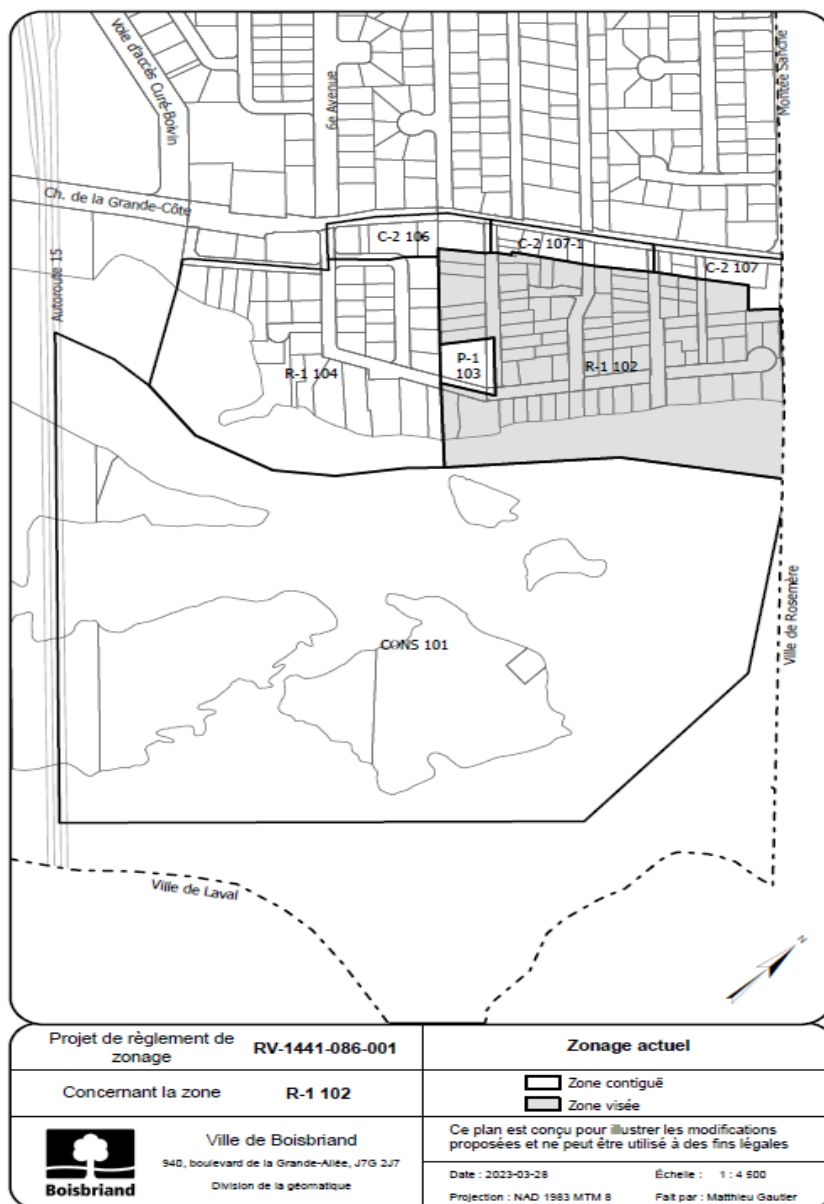 Voie d'accès Curé-Boivin
6e Avenue
Montée Sanche
Ch. de la Grande-Côte
Autoroute 15
C-2 106
C-2 107-1
C-2 107
P-1
103
R-1 102
R-1 104
CONS 101
Ville de Rosemère
Ville de Laval
N
Projet de règlement de
zonage
RV-1441-086-001
Zonage actuel
Concernant la zone
R-1 102
Zone contiguë
Zone visée
Boisbriand
Ville de Boisbriand
940, boulevard de la Grande-Allée, J7G 2J7
Division de la géomatique
Ce plan est conçu pour illustrer les modifications
proposées et ne peut être utilisé à des fins légales
Date : 2023-03-28
Échelle : 1 : 4 500
Projection : NAD 1983 MTM 8
Fait par : Matthieu Gautier